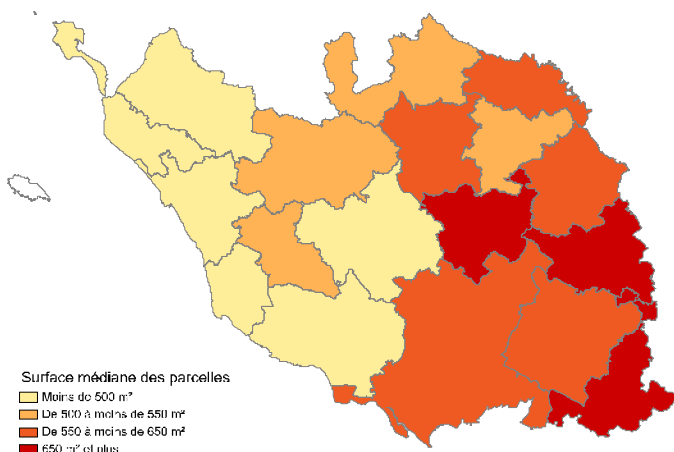 Surface médiane des parcelles
Moins de 500 m²
De 500 à moins de 550 m²
De 550 à moins de 650 m²
650 m² et plus